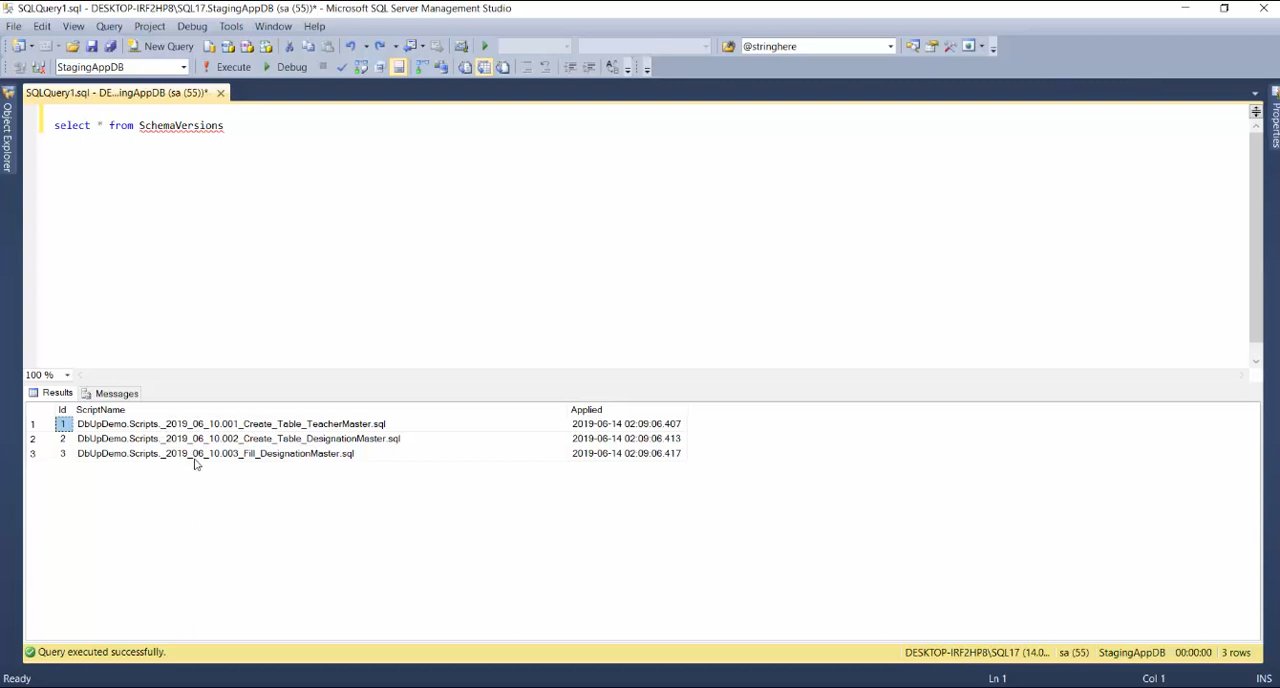 SQLQuery1.sql - DESKTOP-IRF2HP8\SQL17.StagingAppDB (sa (55))* - Microsoft SQL Server Management Studio
File Edit View Query Project Debug Tools Window Help
New Query @stringhere
StagingAppDB Execute Debug
SQLQuery1.sql - DE...ingAppDB (sa (55))*
Object Explorer
Properties
select * from SchemaVersions
100 %
Results Messages
Id ScriptName Applied
1 1 DbUpDemo.Scripts._2019_06_10.001_Create_Table_TeacherMaster.sql 2019-06-14 02:09:06.407
2 2 DbUpDemo.Scripts._2019_06_10.002_Create_Table_DesignationMaster.sql 2019-06-14 02:09:06.413
3 3 DbUpDemo.Scripts._2019_06_10.003_Fill_DesignationMaster.sql 2019-06-14 02:09:06.417
Query executed successfully. DESKTOP-IRF2HP8\SQL17 (14.0... sa (55) StagingAppDB 00:00:00 3 rows
Ready Ln 1 Col 1 INS